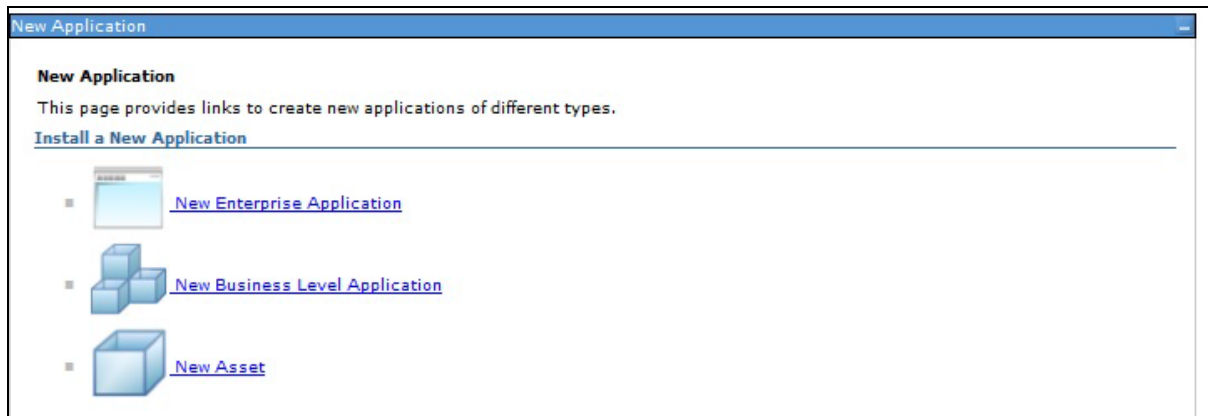 New Application
New Application
This page provides links to create new applications of different types.
Install a New Application
New Enterprise Application
New Business Level Application
New Asset